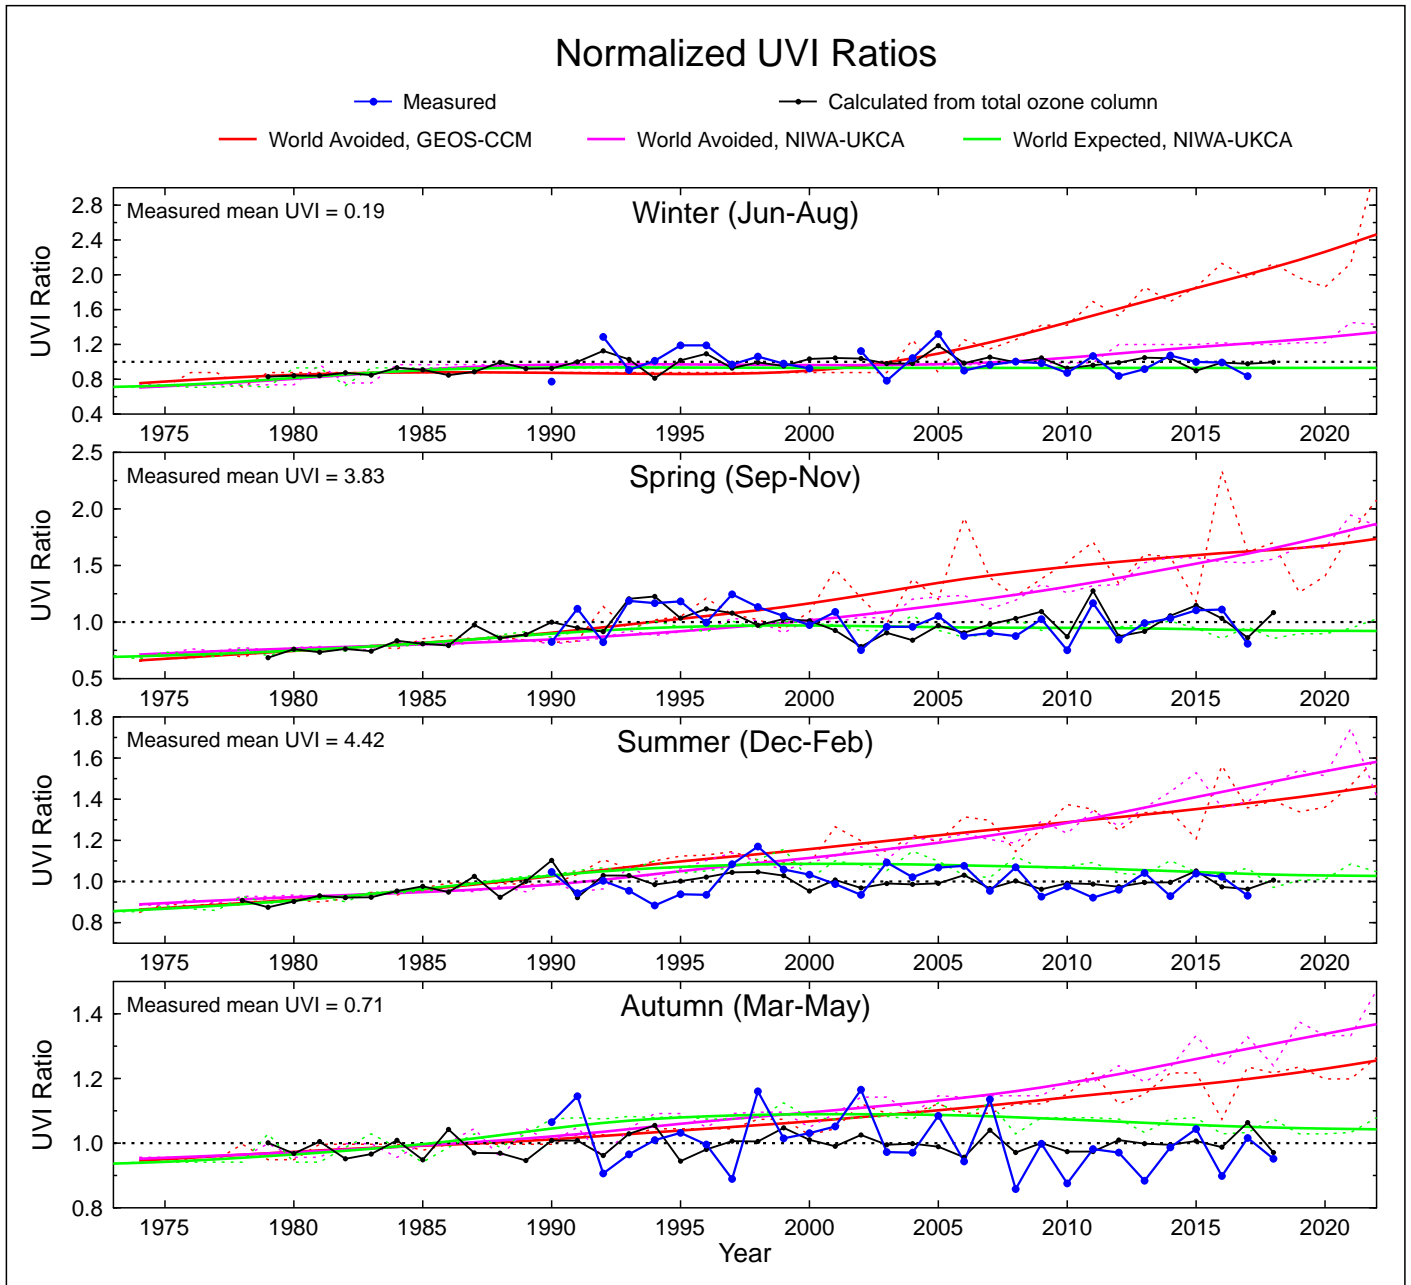 Normalized UVI Ratios
Measured
Calculated from total ozone column
World Avoided, GEOS-CCM
World Avoided, NIWA-UKCA
World Expected, NIWA-UKCA
Measured mean UVI = 0.19
Winter (Jun-Aug)
UVI Ratio
2.8
2.4
2.0
1.6
1.2
0.8
0.4
1975 1980 1985 1990 1995 2000 2005 2010 2015 2020
Measured mean UVI = 3.83
Spring (Sep-Nov)
UVI Ratio
2.5
2.0
1.5
1.0
0.5
1975 1980 1985 1990 1995 2000 2005 2010 2015 2020
Measured mean UVI = 4.42
Summer (Dec-Feb)
UVI Ratio
1.8
1.6
1.4
1.2
1.0
0.8
1975 1980 1985 1990 1995 2000 2005 2010 2015 2020
Measured mean UVI = 0.71
Autumn (Mar-May)
UVI Ratio
1.4
1.2
1.0
0.8
1975 1980 1985 1990 1995 2000 2005 2010 2015 2020
Year